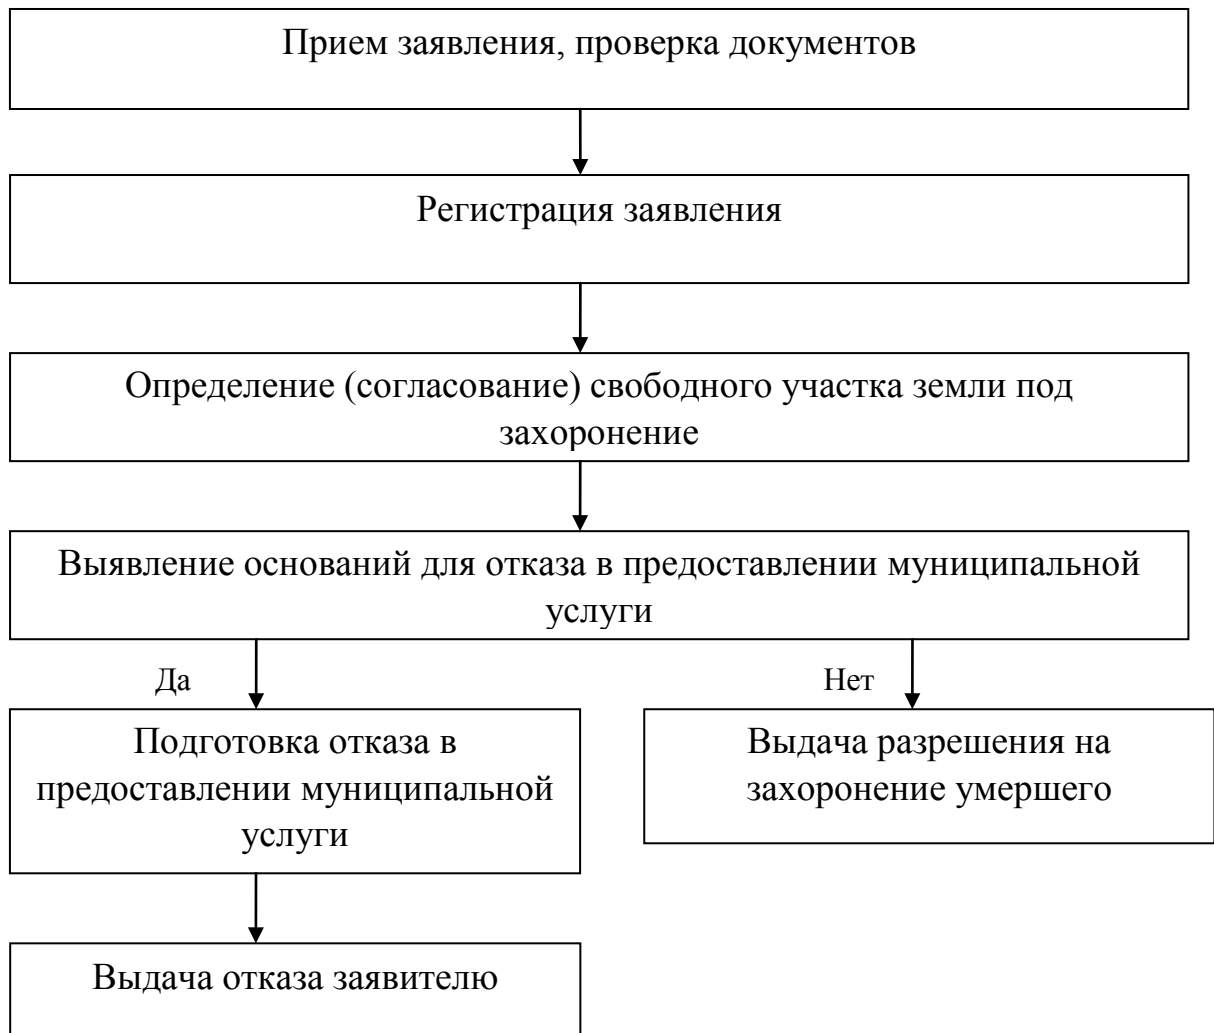 Прием заявления, проверка документов
Регистрация заявления
Определение (согласование) свободного участка земли под
захоронение
Выявление оснований для отказа в предоставлении муниципальной
услуги
Да
Нет
Подготовка отказа в
предоставлении муниципальной
услуги
Выдача разрешения на
захоронение умершего
Выдача отказа заявителю